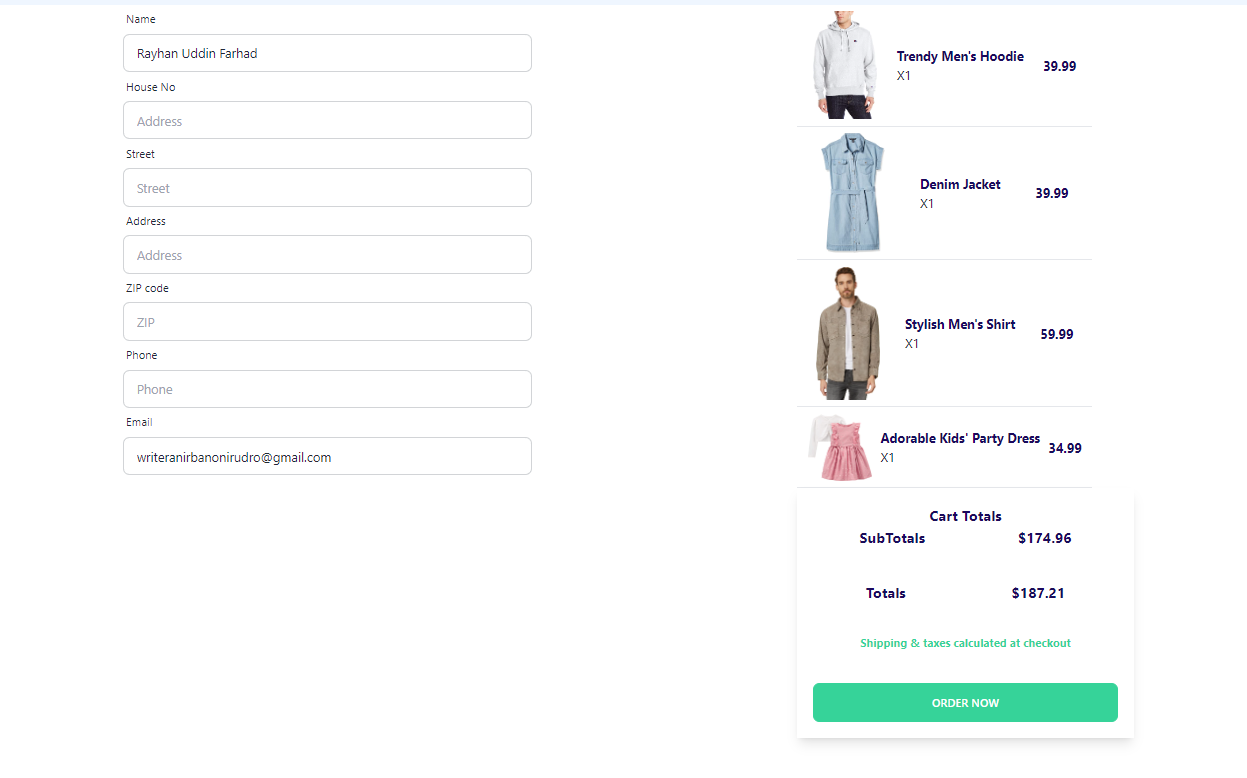 Name
Rayhan Uddin Farhad
House No
Address
Street
Street
Address
Address
ZIP code
ZIP
Phone
Phone
Email
writeranirbanonirudro@gmail.com
Trendy Men's Hoodie
X1
39.99
Denim Jacket
X1
39.99
Stylish Men's Shirt
X1
59.99
Adorable Kids' Party Dress
X1
34.99
Cart Totals
SubTotals $174.96
Totals $187.21
Shipping & taxes calculated at checkout
ORDER NOW